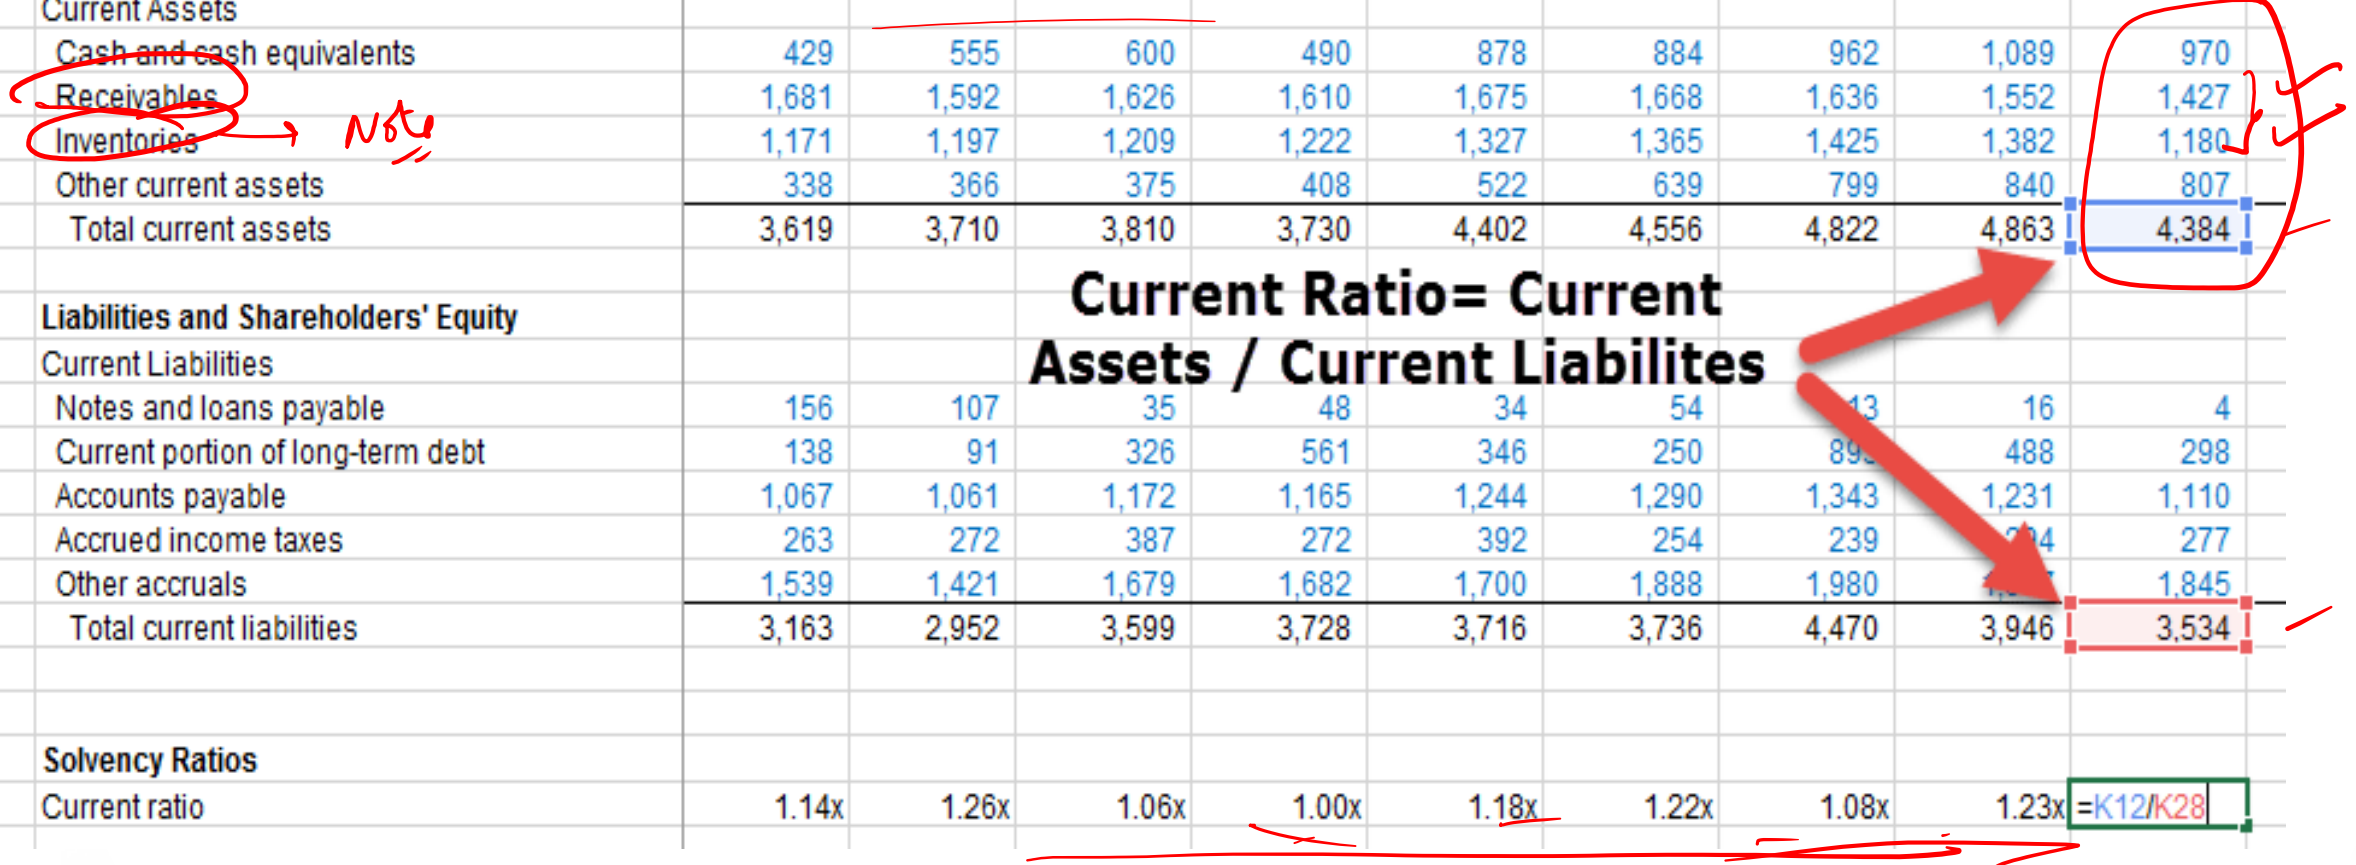 Current Assets
Cash and cash equivalents 429 555 600 490 878 884 962 1,089 970
Receivables 1,681 1,592 1,626 1,610 1,675 1,668 1,636 1,552 1,427
Inventories Note 1,171 1,197 1,209 1,222 1,327 1,365 1,425 1,382 1,180
Other current assets 338 366 375 408 522 639 799 840 807
Total current assets 3,619 3,710 3,810 3,730 4,402 4,556 4,822 4,863 4,384
Current Ratio= Current
Liabilities and Shareholders' Equity
Assets / Current Liabilites
Current Liabilities
Notes and loans payable 156 107 35 48 34 54 13 16 4
Current portion of long-term debt 138 91 326 561 346 250 488 298
Accounts payable 1,067 1,061 1,172 1,165 1,244 1,290 1,343 1,231 1,110
Accrued income taxes 263 272 387 272 392 254 239 277
Other accruals 1,539 1,421 1,679 1,682 1,700 1,888 1,980 1,845
Total current liabilities 3,163 2,952 3,599 3,728 3,716 3,736 4,470 3,946 3,534
Solvency Ratios
Current ratio 1.14x 1.26x 1.06x 1.00x 1.18x 1.22x 1.08x 1.23x =K12/K28